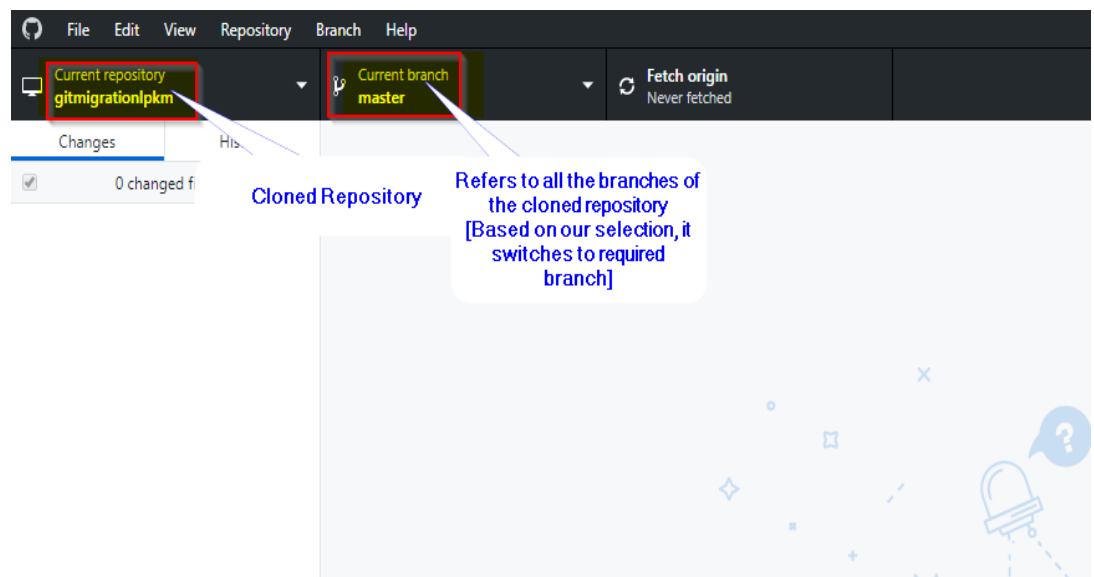 File Edit View Repository Branch Help
Current repository
gitmigrationlpkm
Current branch
master
Fetch origin
Never fetched
Changes
His
0 changed fi
Cloned Repository
Refers to all the branches of
the cloned repository
[Based on our selection, it
switches to required
branch]
?